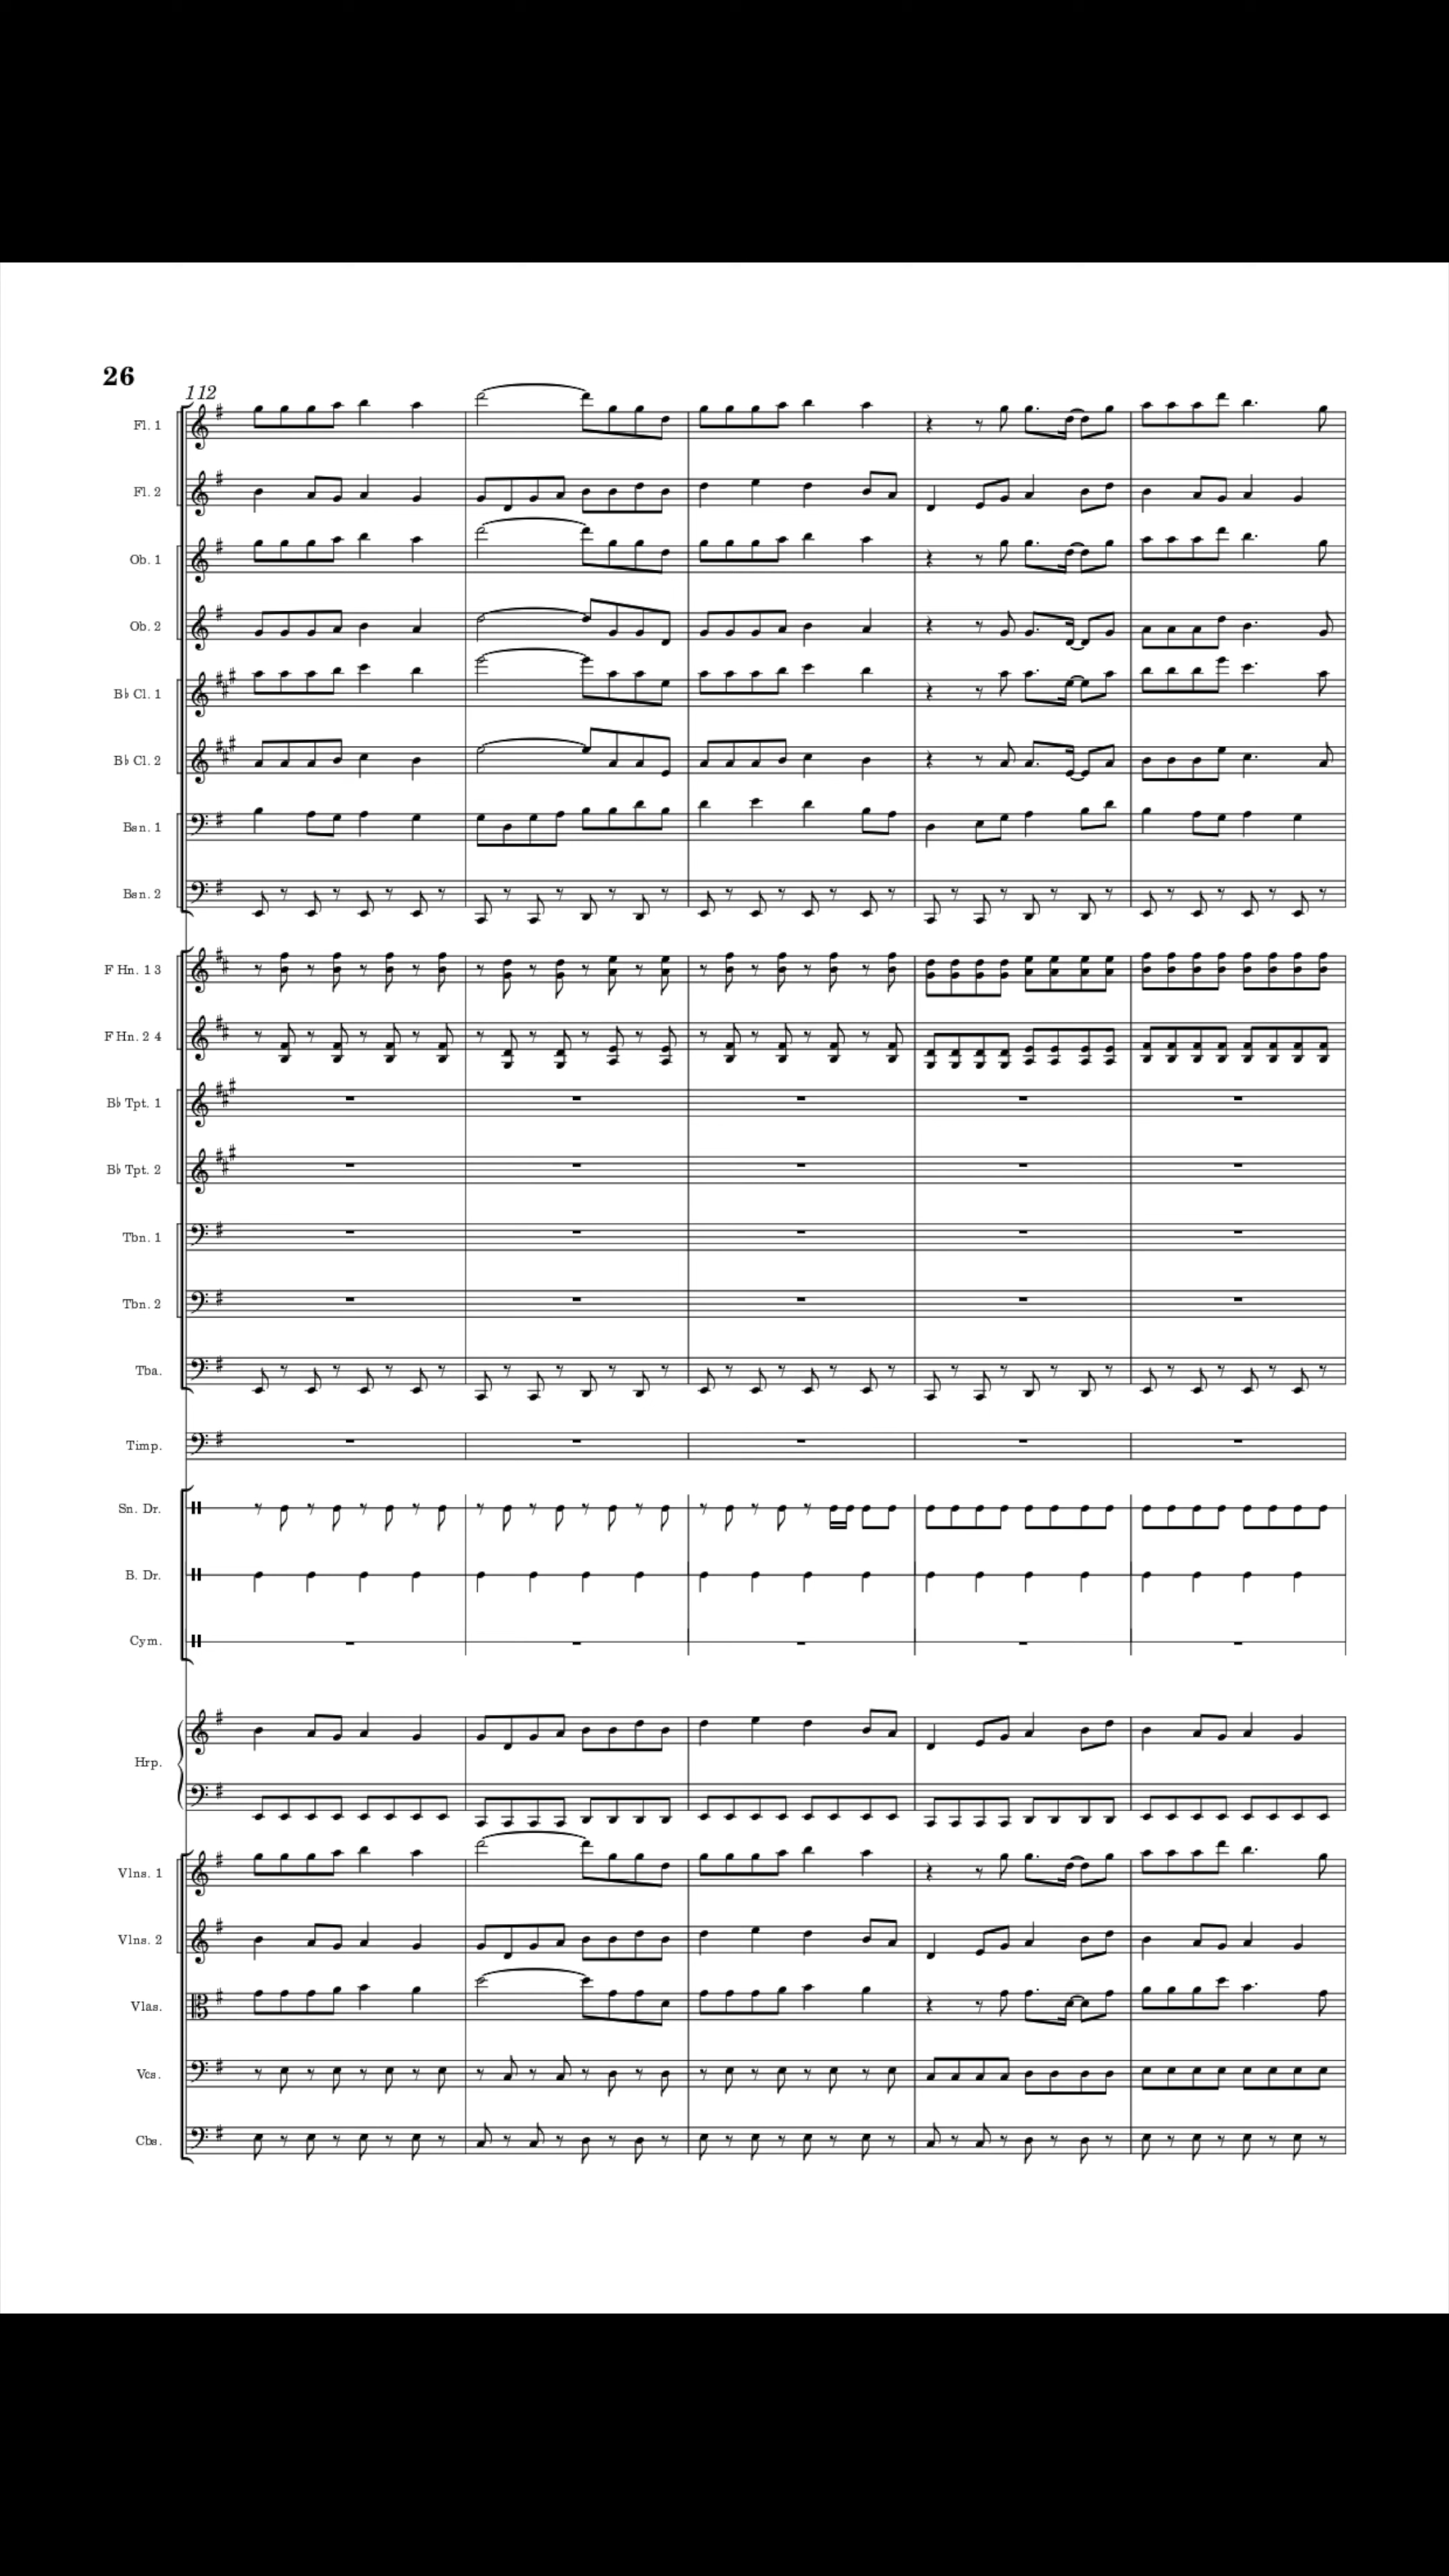 26
112
Fl. 1
Fl. 2
Ob. 1
Ob. 2
B♭ Cl. 1
B♭ Cl. 2
Bsn. 1
Bsn. 2
F Hn. 1 3
F Hn. 2 4
B♭ Tpt. 1
B♭ Tpt. 2
Tbn. 1
Tbn. 2
Tba.
Timp.
Sn. Dr.
B. Dr.
Cym.
Hrp.
Vlns. 1
Vlns. 2
Vlas.
Vcs.
Cbs.